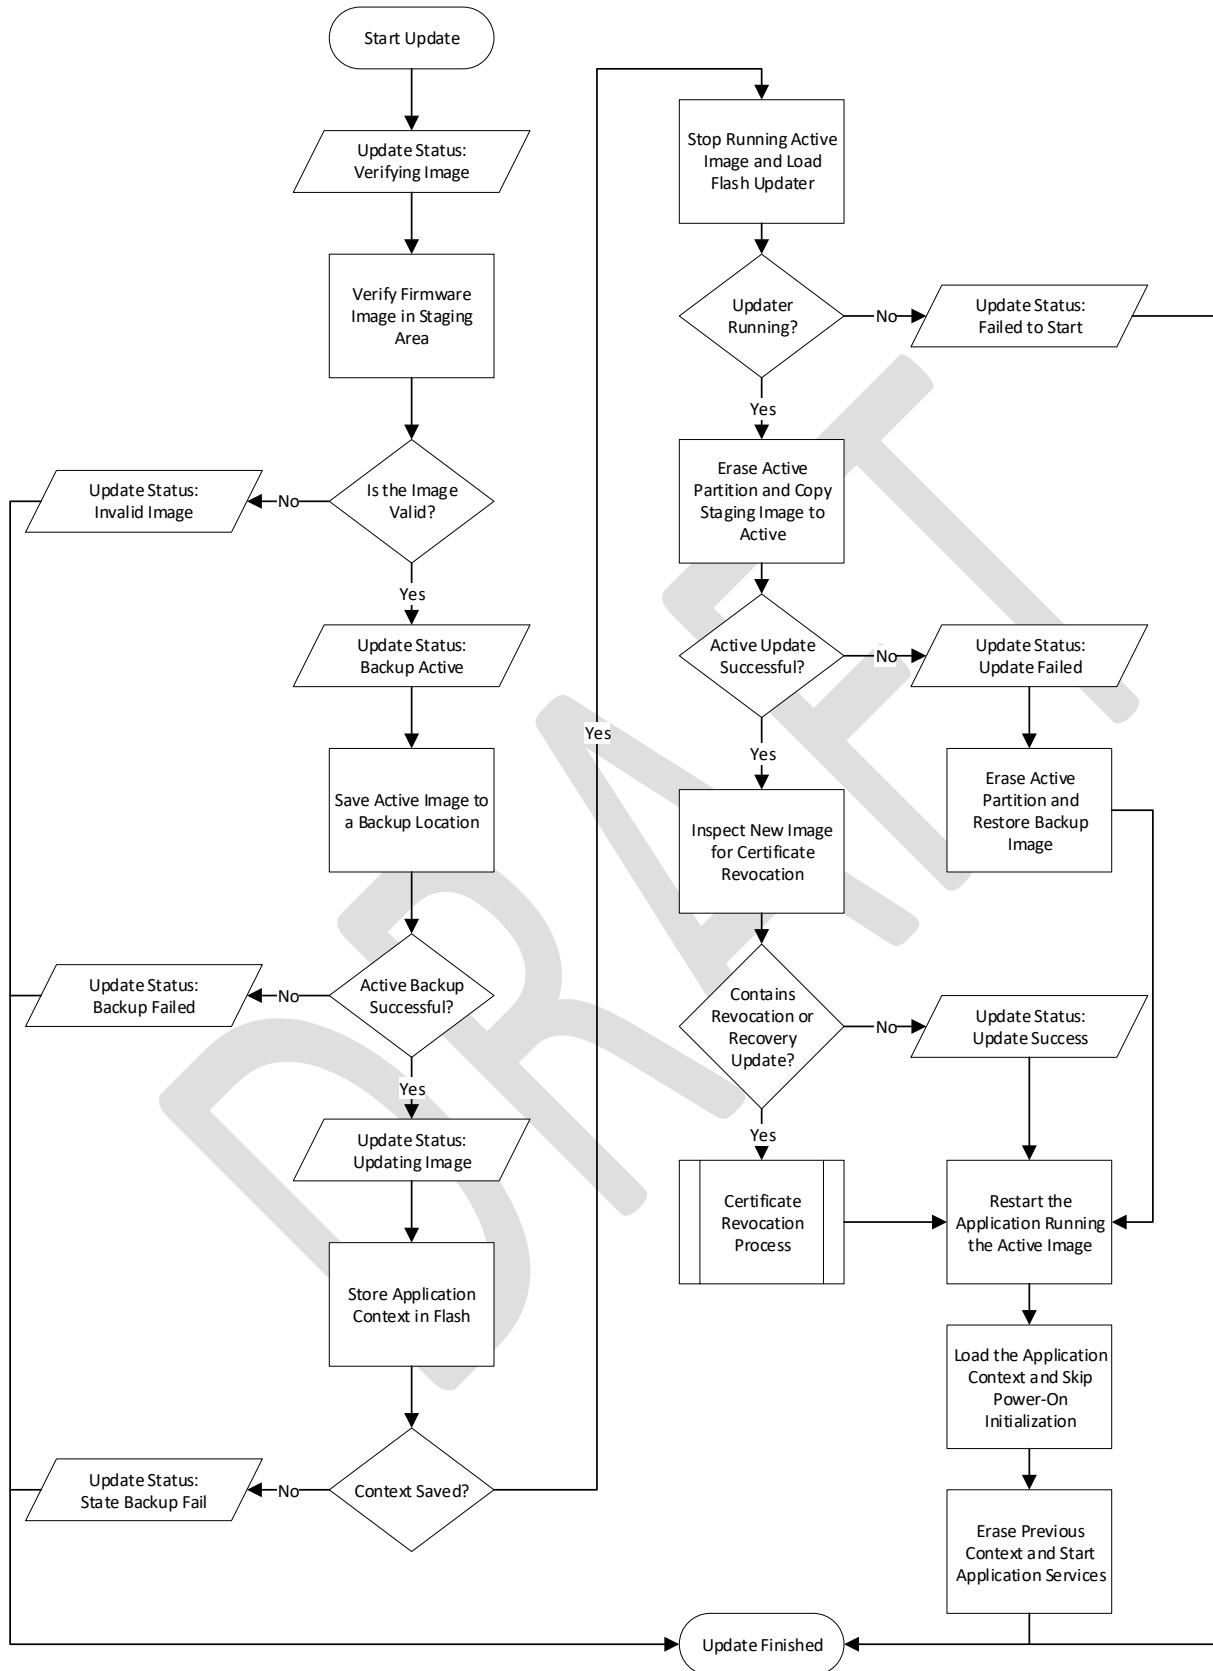 Start Update
Update Status:
Verifying Image
Verify Firmware
Image in Staging
Area
Is the Image
Valid?
No
Update Status:
Invalid Image
Yes
Update Status:
Backup Active
Save Active Image to
a Backup Location
Active Backup
Successful?
No
Update Status:
Backup Failed
Yes
Update Status:
Updating Image
Store Application
Context in Flash
Context Saved?
No
Update Status:
State Backup Fail
Yes
Stop Running Active
Image and Load
Flash Updater
Updater
Running?
No
Update Status:
Failed to Start
Yes
Erase Active
Partition and Copy
Staging Image to
Active
Active Update
Successful?
No
Update Status:
Update Failed
Erase Active
Partition and
Restore Backup
Image
Yes
Inspect New Image
for Certificate
Revocation
Contains
Revocation or
Recovery
Update?
No
Update Status:
Update Success
Yes
Certificate
Revocation
Process
Restart the
Application Running
the Active Image
Load the Application
Context and Skip
Power-On
Initialization
Erase Previous
Context and Start
Application Services
Update Finished
DRAFT